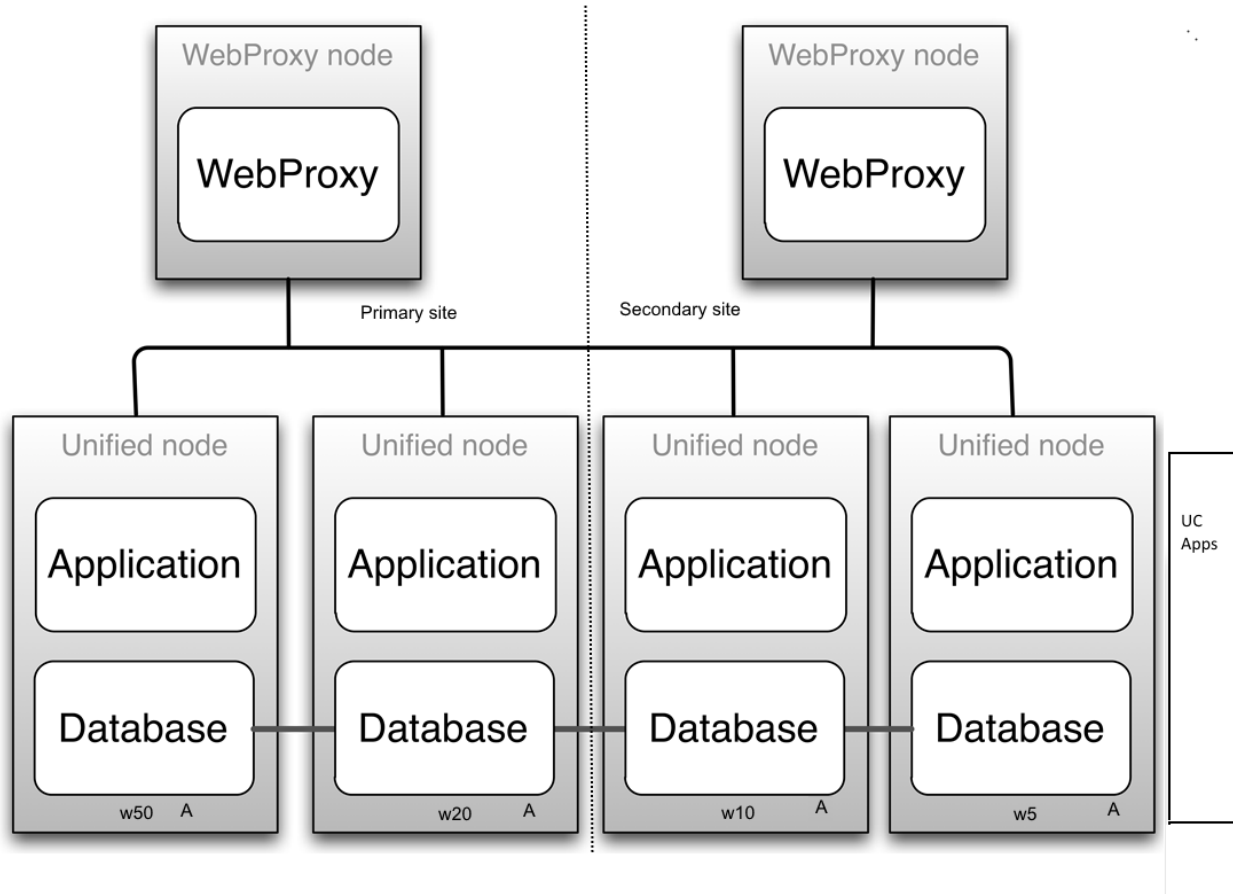 WebProxy node
WebProxy
WebProxy node
WebProxy
Primary site
Secondary site
Unified node
Application
Database
w50 A
Unified node
Application
Database
w20 A
Unified node
Application
Database
w10 A
Unified node
Application
Database
w5 A
UC
Apps